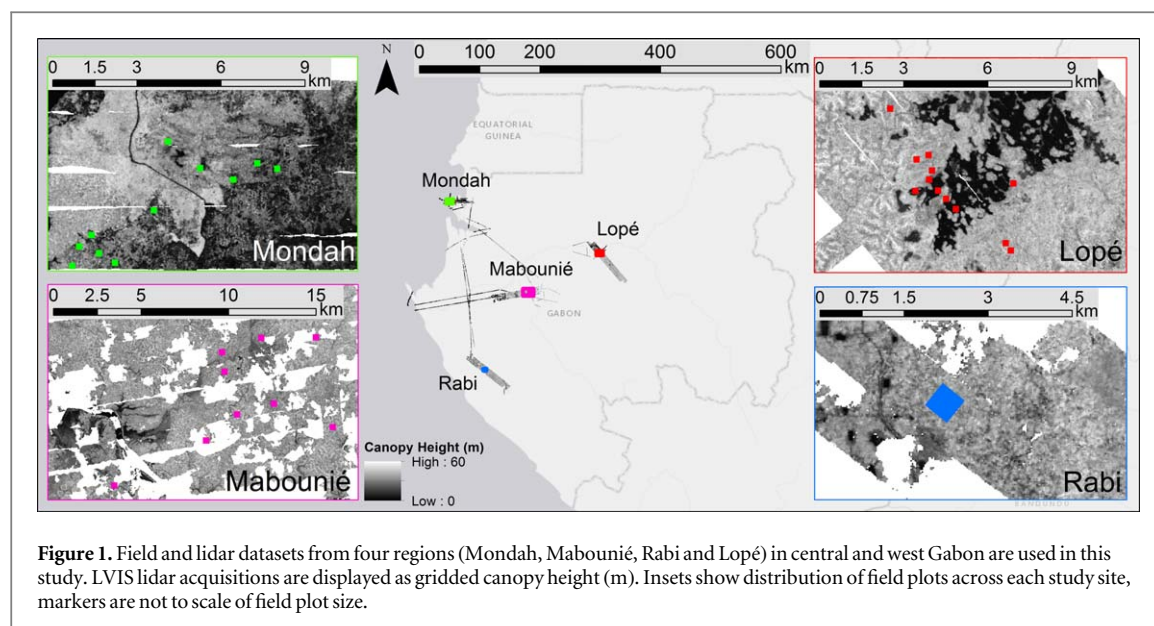 0 1.5 3 6 9
km
Mondah
0 2.5 5 10 15
km
Mabounié
N
0 100 200 400 600
km
EQUATORIAL
GUINEA
Mondah
Lopé
Mabounié
GABON
Rabi
Canopy Height (m)
High : 60
Low : 0
0 1.5 3 6 9
km
Lopé
0 0.75 1.5 3 4.5
km
Rabi
Figure 1. Field and lidar datasets from four regions (Mondah, Mabounié, Rabi and Lopé) in central and west Gabon are used in this
study. LVIS lidar acquisitions are displayed as gridded canopy height (m). Insets show distribution of field plots across each study site,
markers are not to scale of field plot size.